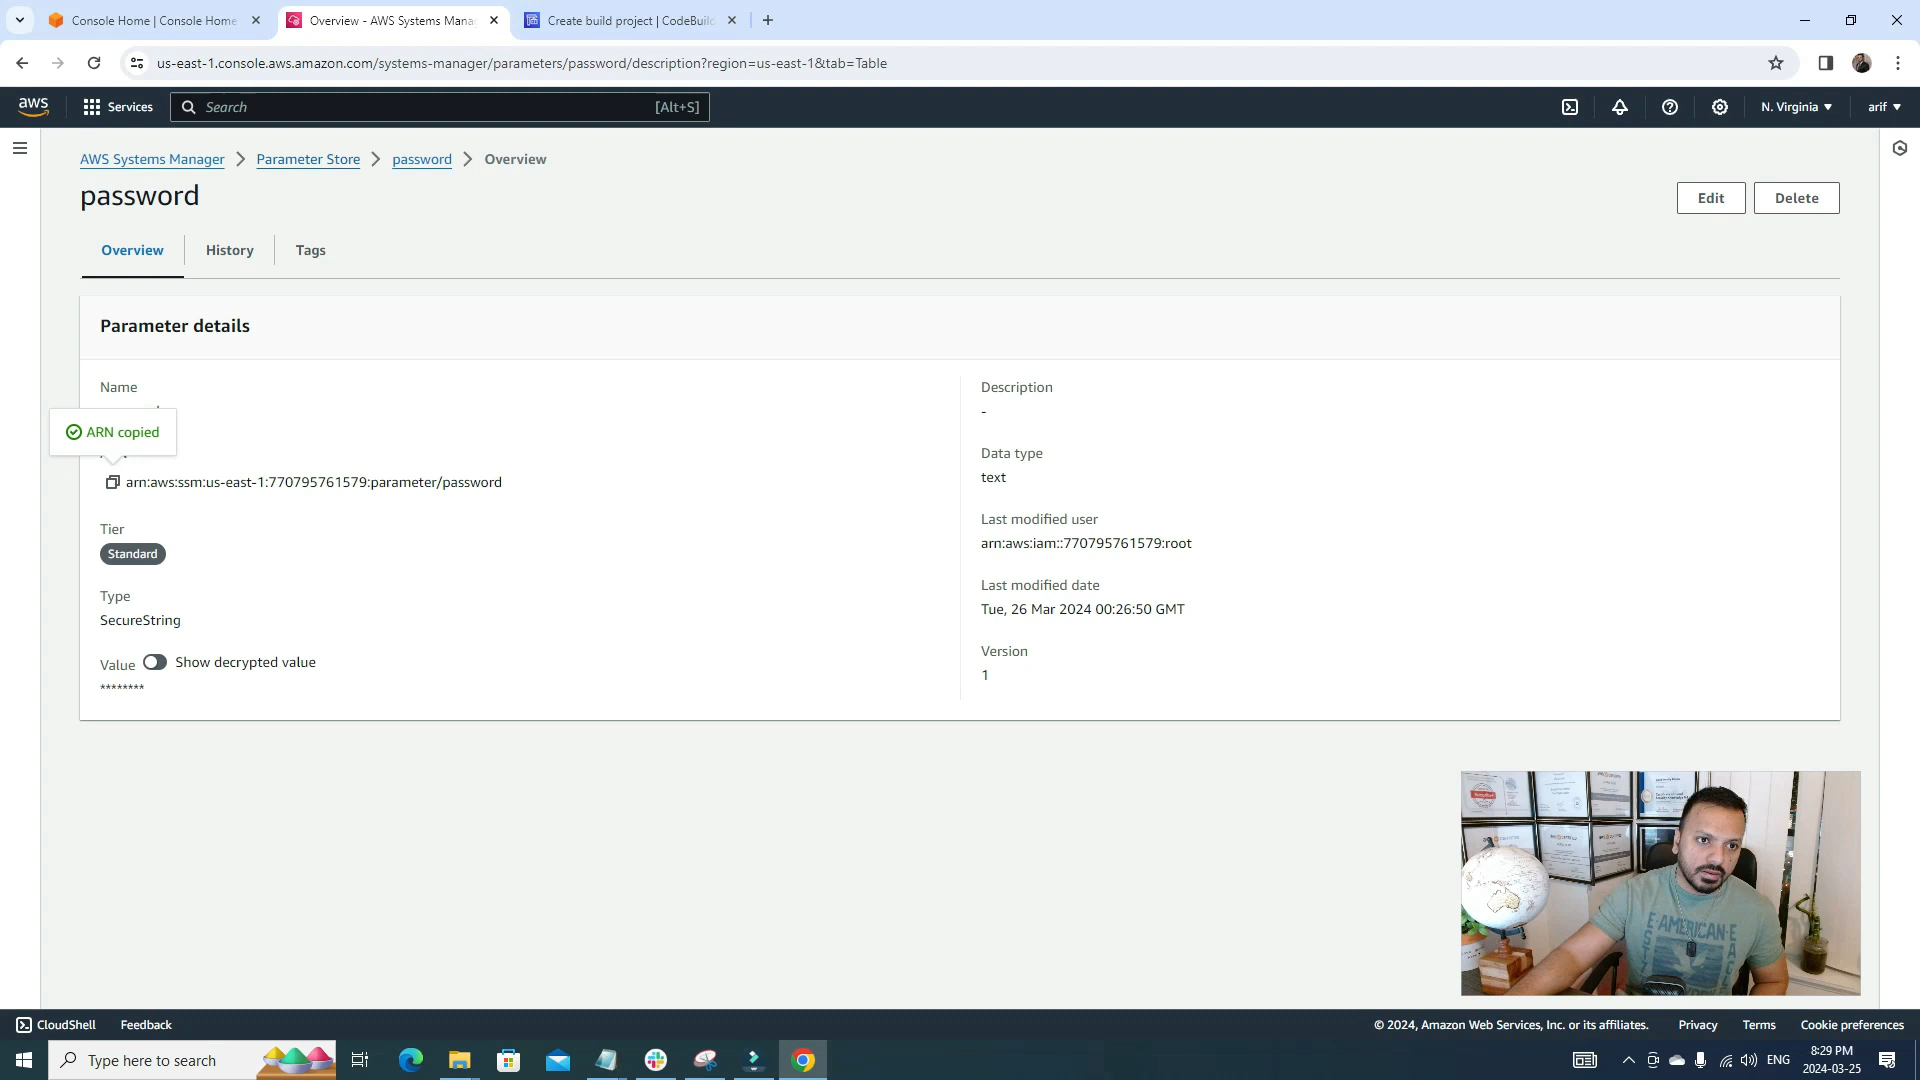 Console Home | Console Home
Overview - AWS Systems Mana
Create build project | CodeBuild
us-east-1.console.aws.amazon.com/systems-manager/parameters/password/description?region=us-east-1&tab=Table
aws
Services
Search
[Alt+S]
N. Virginia
arif
AWS Systems Manager
Parameter Store
password
Overview
password
Edit
Delete
Overview
History
Tags
Parameter details
Name
ARN copied
arn:aws:ssm:us-east-1:770795761579:parameter/password
Tier
Standard
Type
SecureString
Value
Show decrypted value
********
Description
-
Data type
text
Last modified user
arn:aws:iam::770795761579:root
Last modified date
Tue, 26 Mar 2024 00:26:50 GMT
Version
1
E-AMERICAN-E
CloudShell
Feedback
© 2024, Amazon Web Services, Inc. or its affiliates.
Privacy
Terms
Cookie preferences
Type here to search
ENG
8:29 PM
2024-03-25